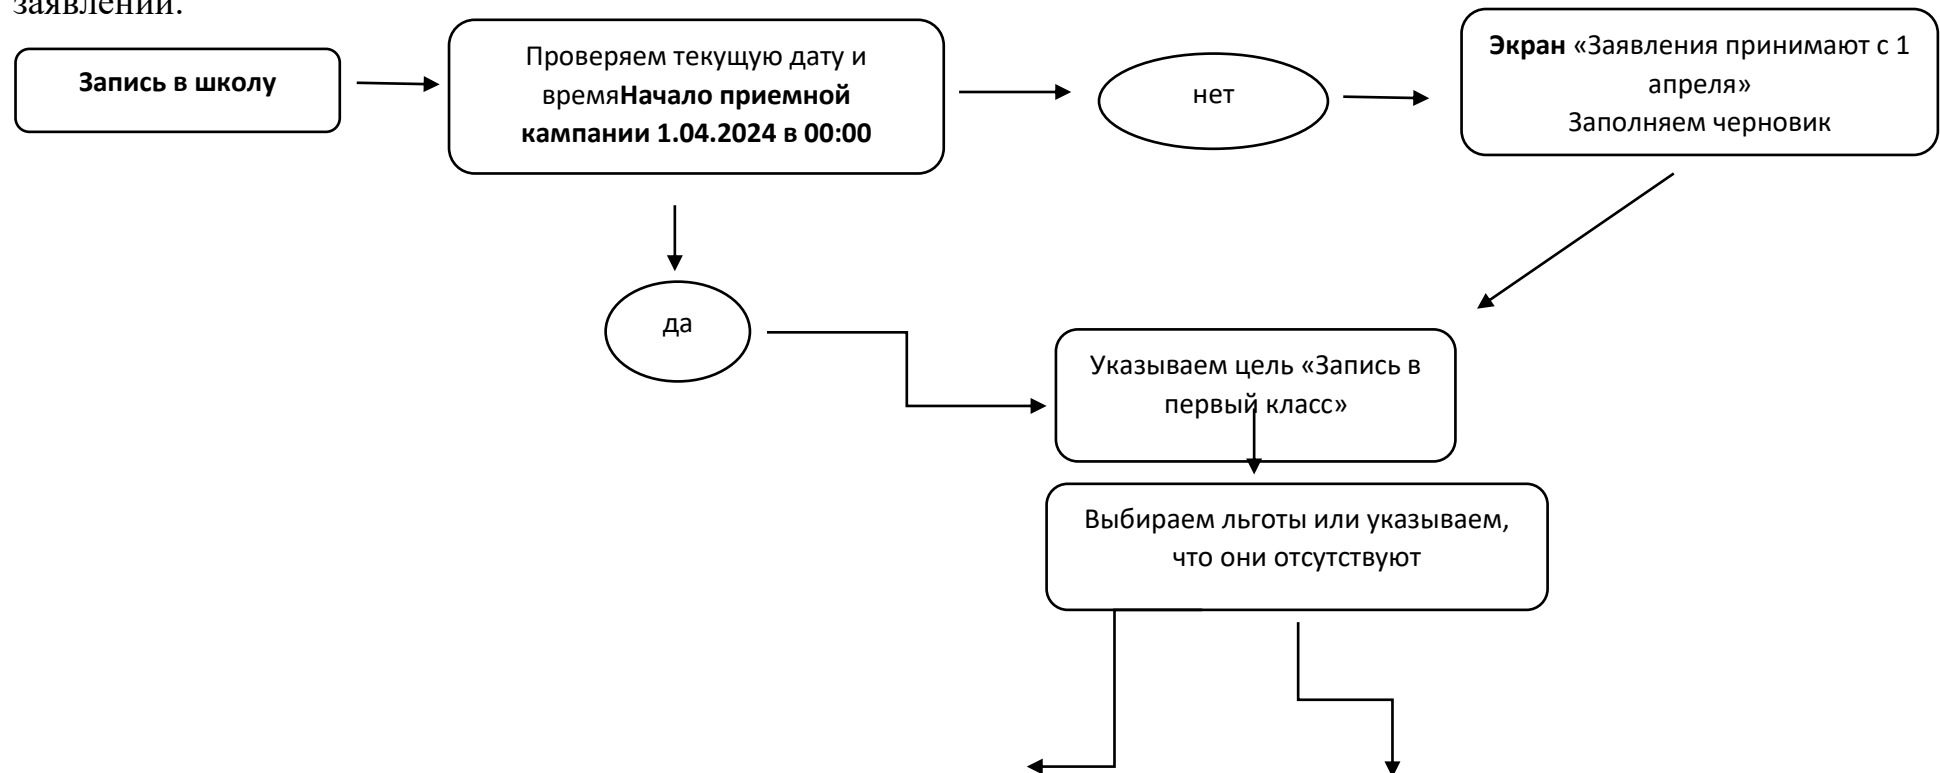 заявлений.
Запись в школу
Проверяем текущую дату и
времяНачало приемной
кампании 1.04.2024 в 00:00
нет
Экран «Заявления принимают с 1
апреля»
Заполняем черновик
да
Указываем цель «Запись в
первый класс»
Выбираем льготы или указываем,
что они отсутствуют